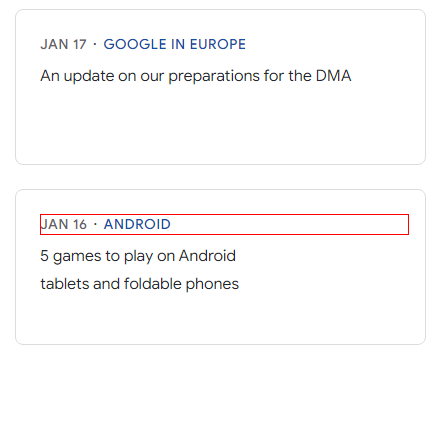 JAN 17 · GOOGLE IN EUROPE
An update on our preparations for the DMA
JAN 16 · ANDROID
5 games to play on Android
tablets and foldable phones